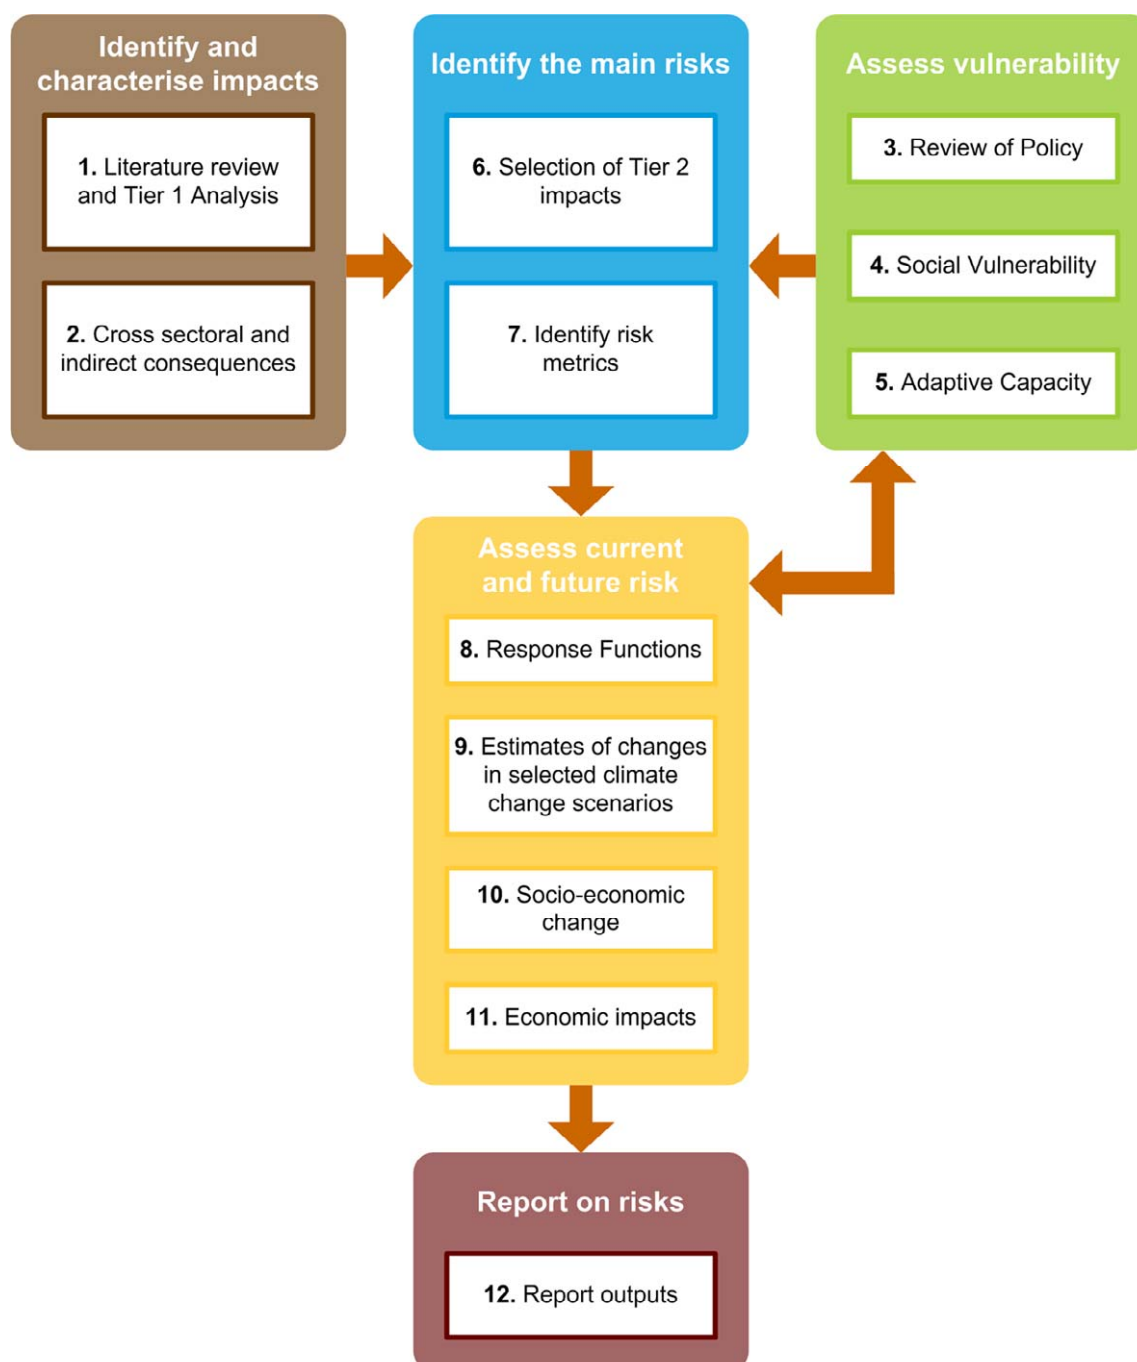 Identify and
characterise impacts
1. Literature review
and Tier 1 Analysis
2. Cross sectoral and
indirect consequences
Identify the main risks
6. Selection of Tier 2
impacts
7. Identify risk
metrics
Assess vulnerability
3. Review of Policy
4. Social Vulnerability
5. Adaptive Capacity
Assess current
and future risk
8. Response Functions
9. Estimates of changes
in selected climate
change scenarios
10. Socio-economic
change
11. Economic impacts
Report on risks
12. Report outputs